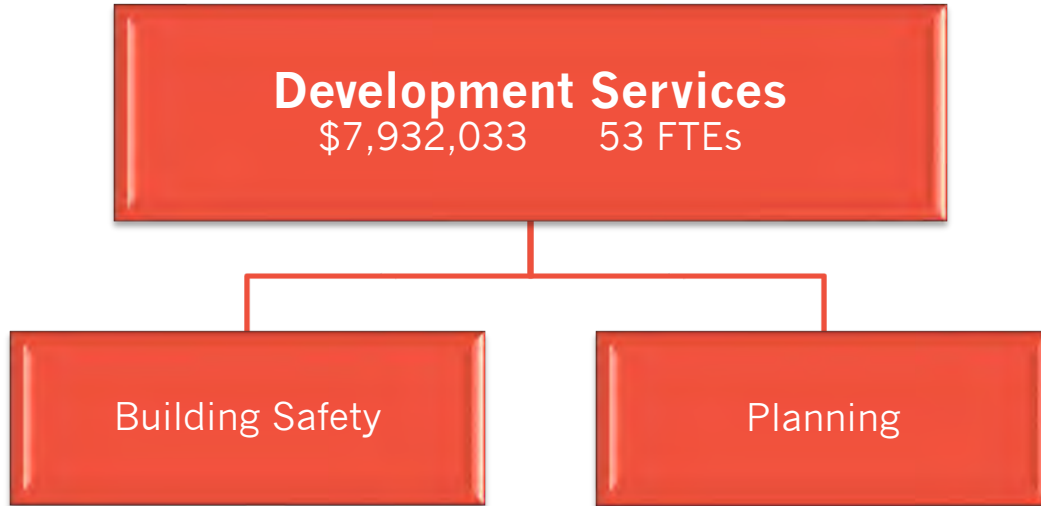 Development Services
$7,932,033 53 FTEs
Building Safety
Planning